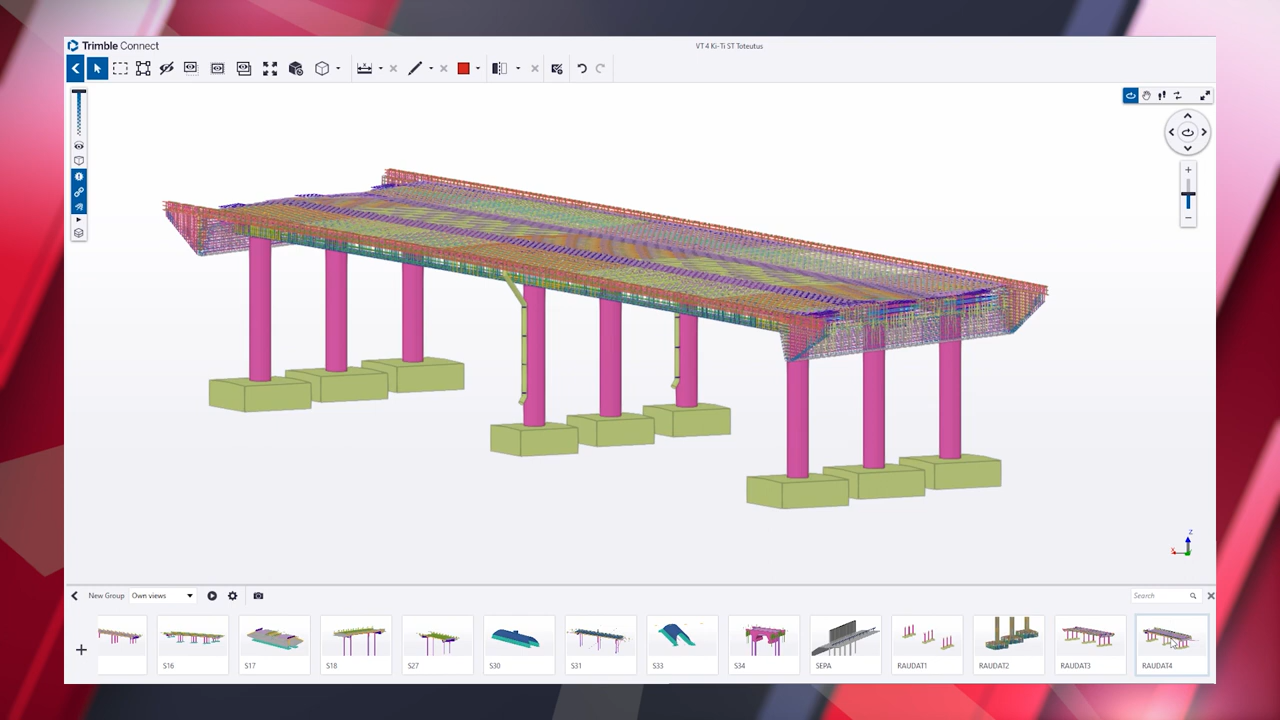 Trimble Connect
VT4 Ki-Ti ST Toteutus
New Group
Own views
Search
S16
S17
S18
S27
S30
S31
S33
S34
SEPA
RAUDAT1
RAUDAT2
RAUDAT3
RAUDAT4
Z
X